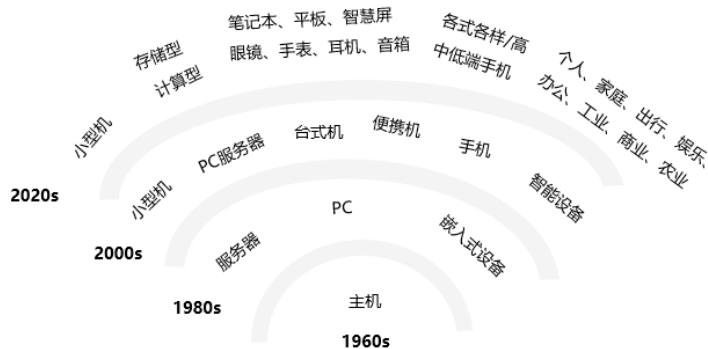 笔记本、平板、智慧屏
眼镜、手表、耳机、音箱
存储型
计算型
各式各样/高
中低端手机
个人、家庭、出行、娱乐、
办公、工业、商业、农业
小型机
2020s
小型机
PC服务器
台式机
便携机
手机
智能设备
2000s
服务器
PC
嵌入式设备
1980s
主机
1960s